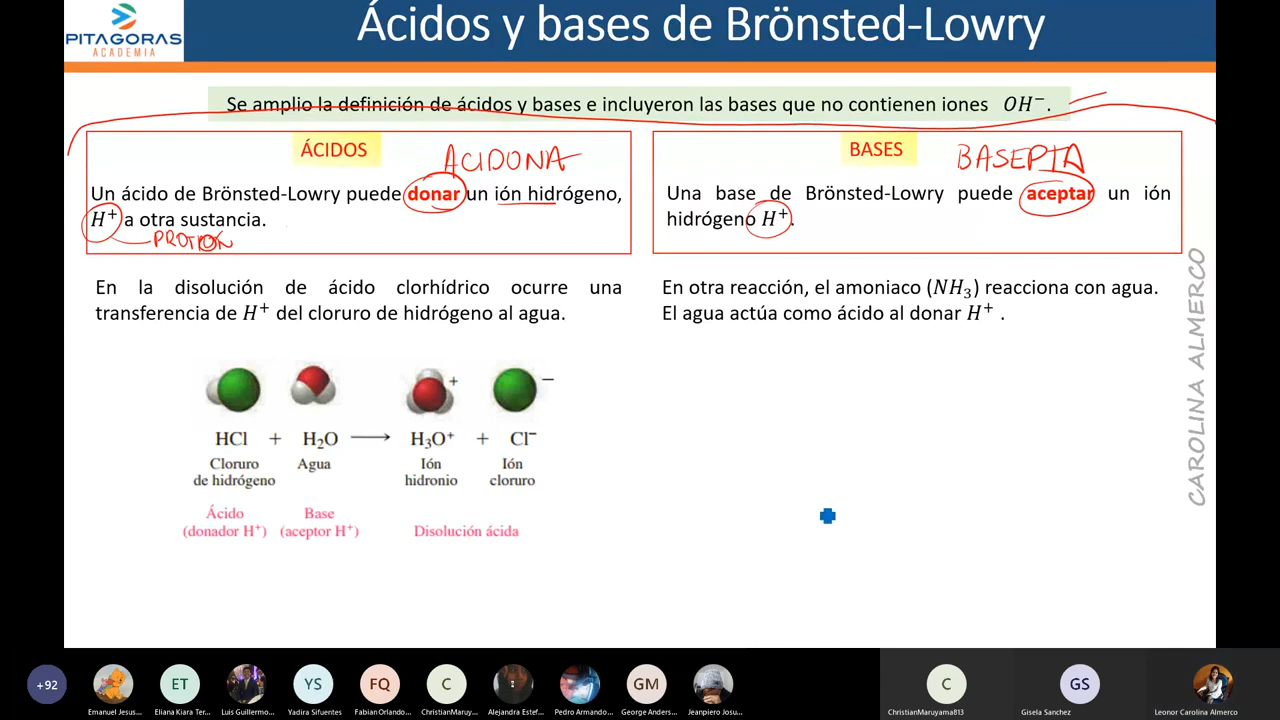 PITAGORAS
ACADEMIA
Ácidos y bases de Brönsted-Lowry
Se amplio la definición de ácidos y bases e incluyeron las bases que no contienen iones OH⁻.
ÁCIDOS
ACIDONA
Un ácido de Brönsted-Lowry puede donar un ión hidrógeno,
H⁺ a otra sustancia.
PROTON
BASES
BASEPTA
Una base de Brönsted-Lowry puede aceptar un ión
hidrógeno H⁺.
En la disolución de ácido clorhídrico ocurre una
transferencia de H⁺ del cloruro de hidrógeno al agua.
En otra reacción, el amoniaco (NH₃) reacciona con agua.
El agua actúa como ácido al donar H⁺ .
+ −
HCl + H₂O ⟶ H₃O⁺ + Cl⁻
Cloruro Agua Ión Ión
de hidrógeno hidronio cloruro
Ácido Base
(donador H⁺) (aceptor H⁺) Disolución ácida
CAROLINA ALMERCO
+92 ET YS FQ C GM C GS
Emanuel Jesus... Eliana Kiara Ter... Luis Guillermo... Yadira Sifuentes Fabian Orlando... ChristianMaruy... Alejandra Estef... Pedro Armando... George Anders... Jeanpiero Josu... ChristianMaruyama813 Gisela Sanchez Leonor Carolina Almerco